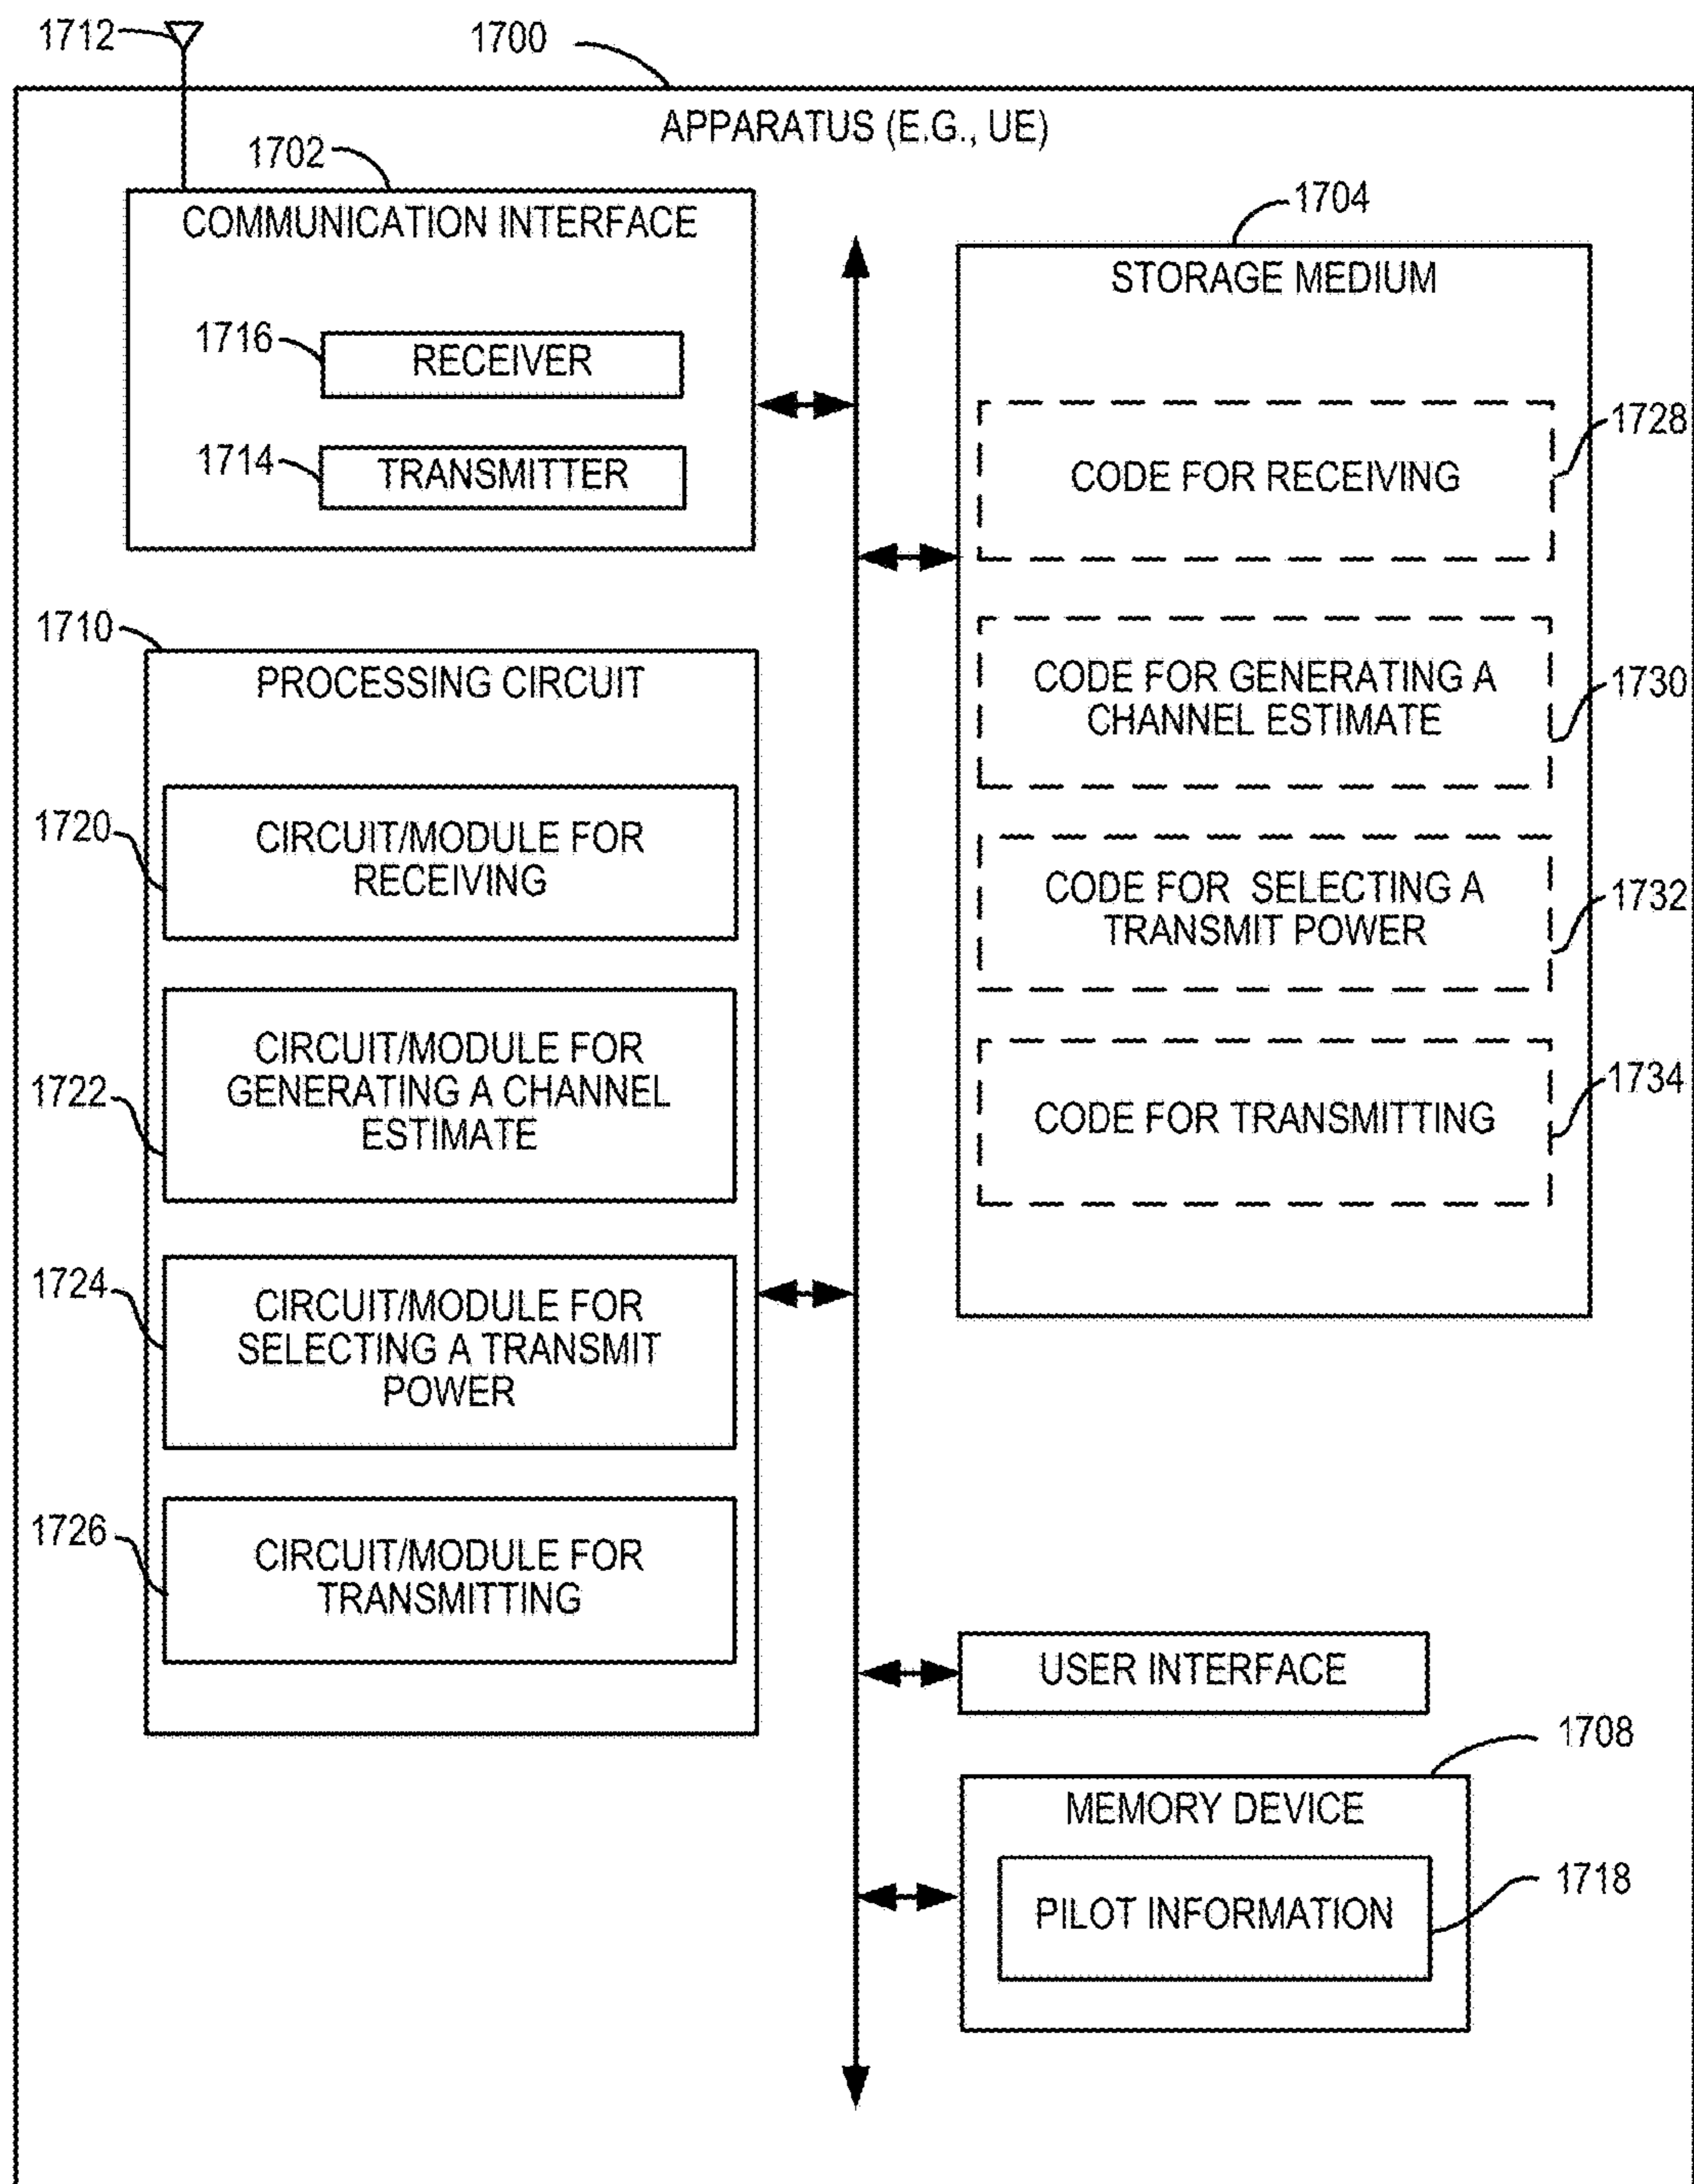 1712
1700
APPARATUS (E.G., UE)
1702
COMMUNICATION INTERFACE
1716
RECEIVER
1714
TRANSMITTER
1710
PROCESSING CIRCUIT
1720
CIRCUIT/MODULE FOR
RECEIVING
1722
CIRCUIT/MODULE FOR
GENERATING A CHANNEL
ESTIMATE
1724
CIRCUIT/MODULE FOR
SELECTING A TRANSMIT
POWER
1726
CIRCUIT/MODULE FOR
TRANSMITTING
1704
STORAGE MEDIUM
CODE FOR RECEIVING
1728
CODE FOR GENERATING A
CHANNEL ESTIMATE
1730
CODE FOR SELECTING A
TRANSMIT POWER
1732
CODE FOR TRANSMITTING
1734
USER INTERFACE
1708
MEMORY DEVICE
PILOT INFORMATION
1718